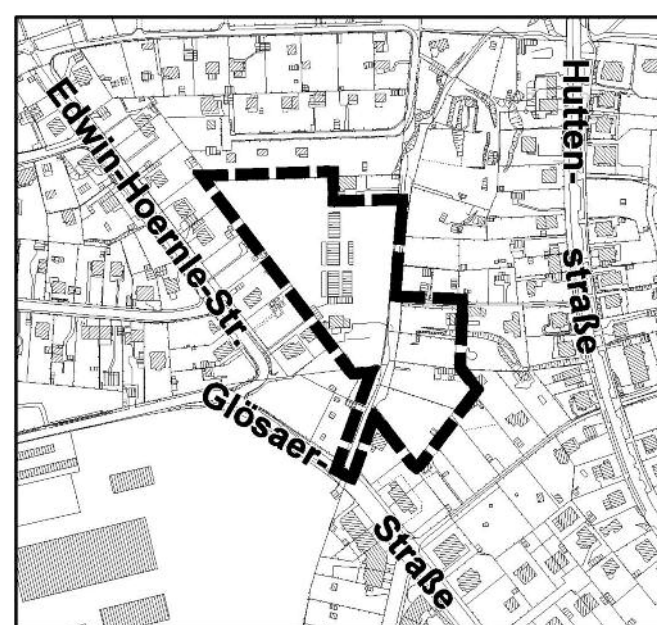 Edwin-Hoernle-Str.
Hutten-
straße
Glösaer-
Straße